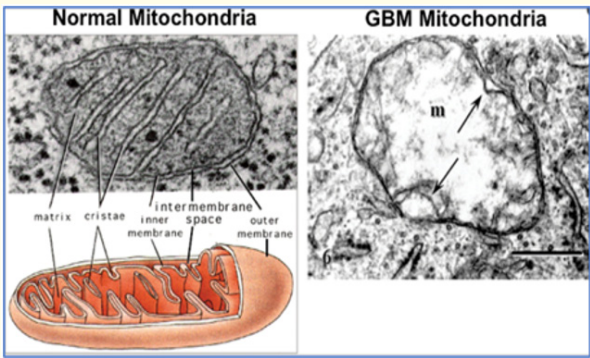 Normal Mitochondria
GBM Mitochondria
m
matrix
cristae
inner
membrane
intermembrane
space
outer
membrane
6